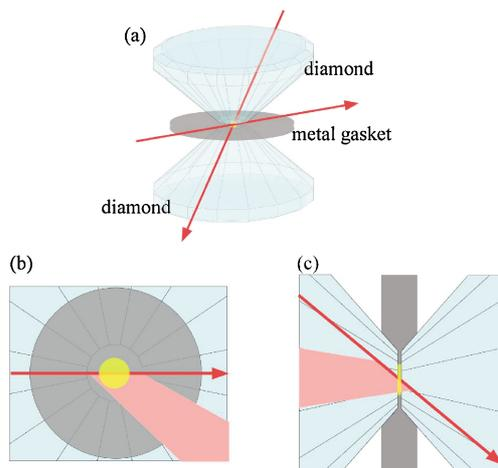 (a)
diamond
metal gasket
diamond
(b)
(c)